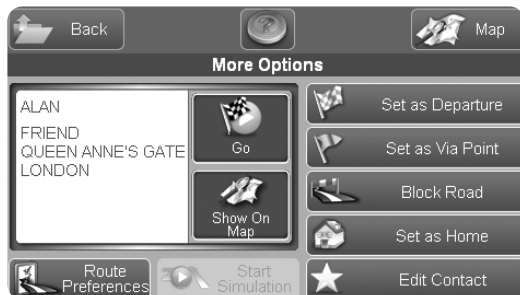 Back
Map
More Options
ALAN
FRIEND
QUEEN ANNE'S GATE
LONDON
Go
Show On
Map
Set as Departure
Set as Via Point
Block Road
Set as Home
Edit Contact
Route
Preferences
Start
Simulation